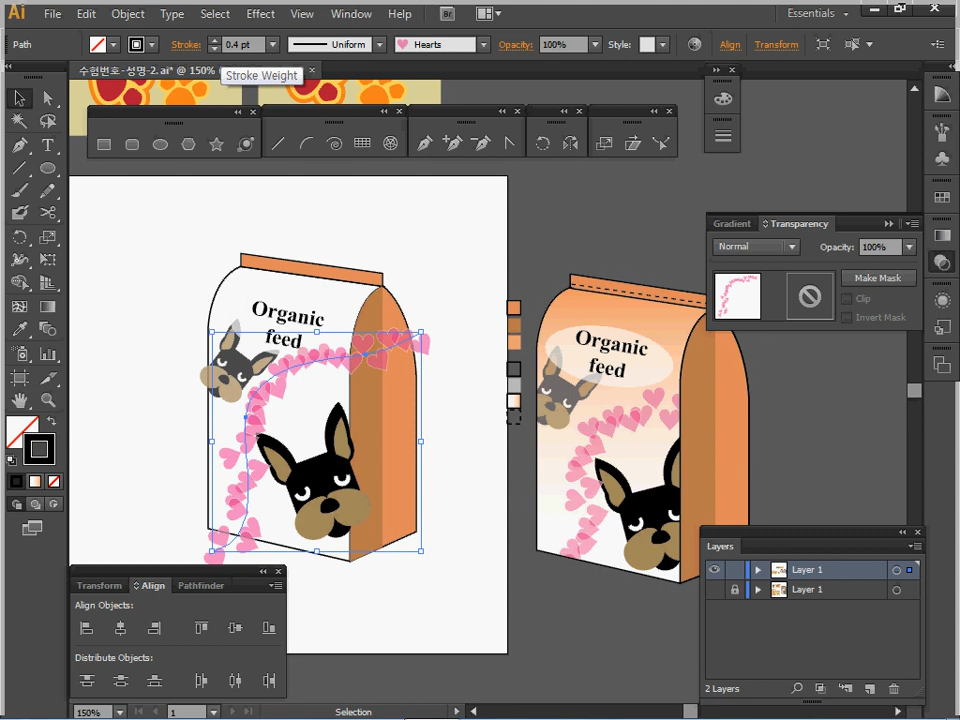 Ai File Edit Object Type Select Effect View Window Help Br Essentials
Path Stroke: 0.4 pt Uniform Hearts Opacity: 100% Style: Align Transform
수험번호-성명-2.ai* @ 150%
Stroke Weight
Gradient Transparency
Normal Opacity: 100%
Make Mask
Clip
Invert Mask
Organic
feed
Organic
feed
Layers
Layer 1
Layer 1
2 Layers
Transform Align Pathfinder
Align Objects:
Distribute Objects:
150% 1 Selection